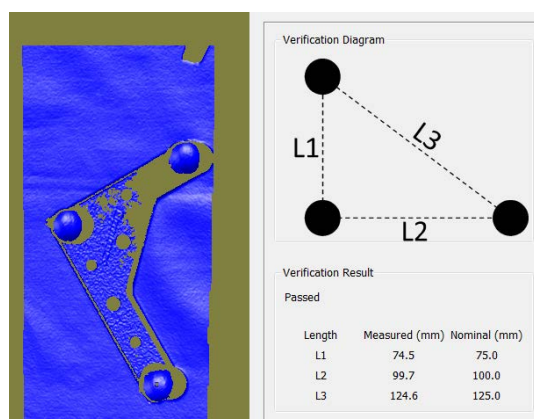 Verification Diagram
L1
L3
L2
Verification Result
Passed
Length Measured (mm) Nominal (mm)
L1 74.5 75.0
L2 99.7 100.0
L3 124.6 125.0